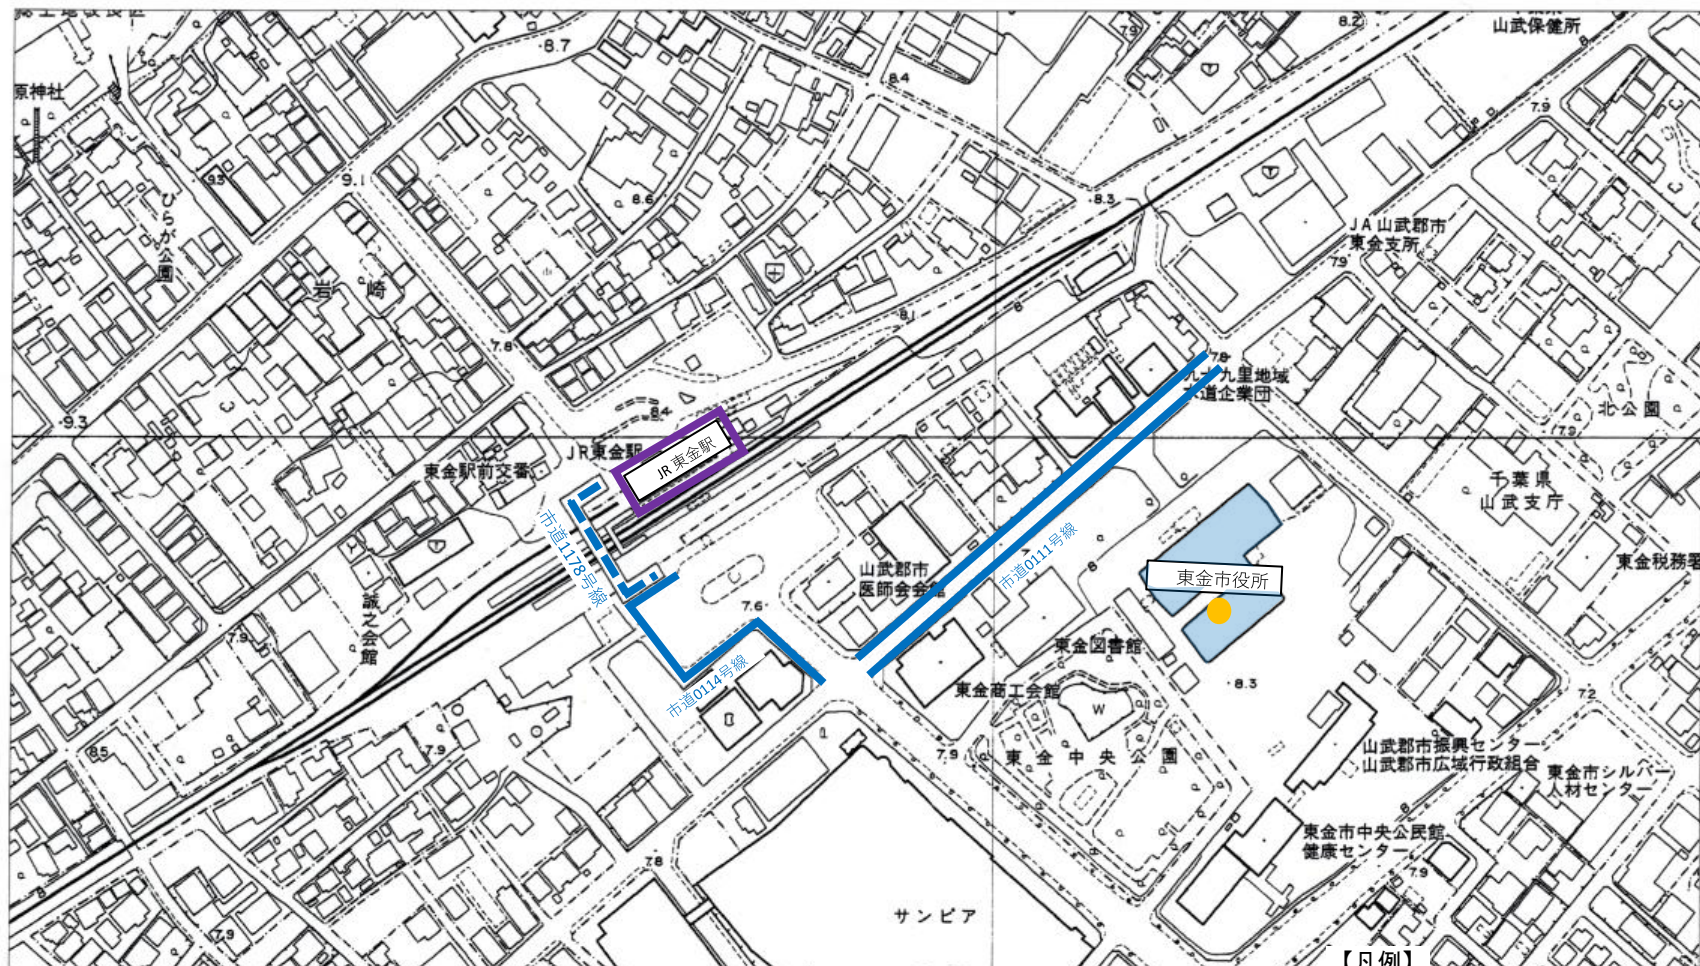 山武保健所
8.2
7.9
8.7
8.4
原神社
7.9
9.3
9.1
ひらが公園
8.6
8.3
JA山武郡市
東金支所
7.9
岩崎
8.1
7.8
7.8
九十九里地域
水道企業団
北公園
9.3
8.4
7.9
JR東金駅
JR 東金駅
東金駅前交番
千葉県
山武支庁
市道1178号線
市道0111号線
7
8
東金税務署
山武郡市
医師会会館
東金市役所
誠之会館
7.6
7.9
東金図書館
市道0114号線
東金商工会館
8.3
7.2
W
8.5
7.9
7.9
東金中央公園
山武郡市振興センター
山武郡市広域行政組合
東金市シルバー
人材センター
8
東金市中央公民館
健康センター
7.8
7.9
8
サンピア
7.9
【凡例】